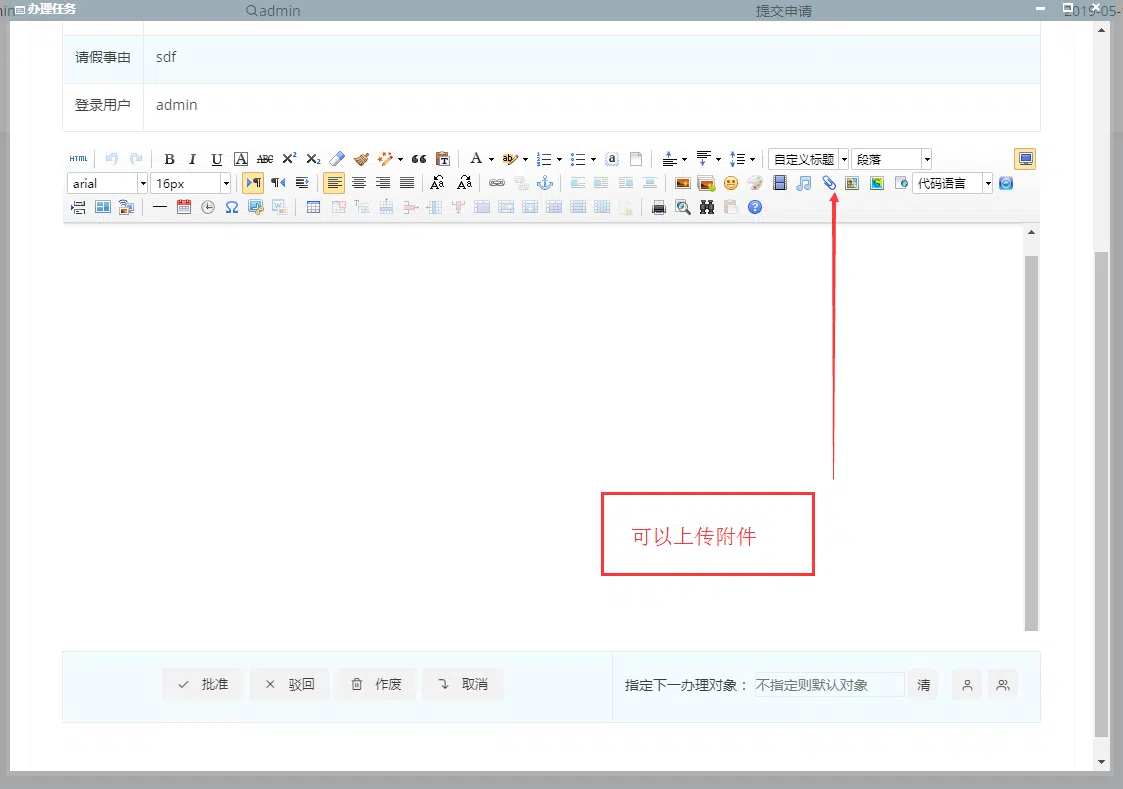 办理任务
admin
提交申请
2019-05-
请假事由 sdf
登录用户 admin
HTML B I U A ABC X² X₂ A ab a 自定义标题 段落
arial 16px 代码语言
可以上传附件
批准 驳回 作废 取消 指定下一办理对象： 不指定则默认对象 清